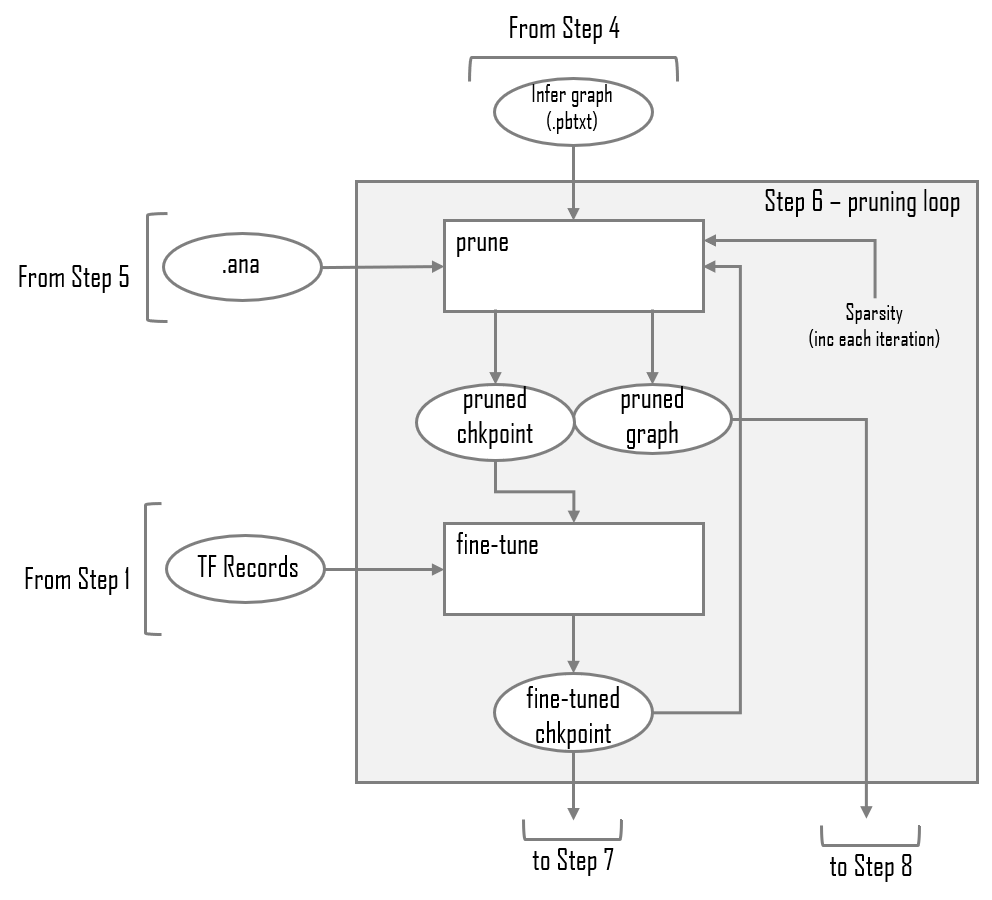 From Step 4
Infer graph
(.pbtxt)
Step 6 – pruning loop
prune
.ana
From Step 5
Sparsity
(inc each iteration)
pruned
chkpoint
pruned
graph
fine-tune
TF Records
From Step 1
fine-tuned
chkpoint
to Step 7
to Step 8